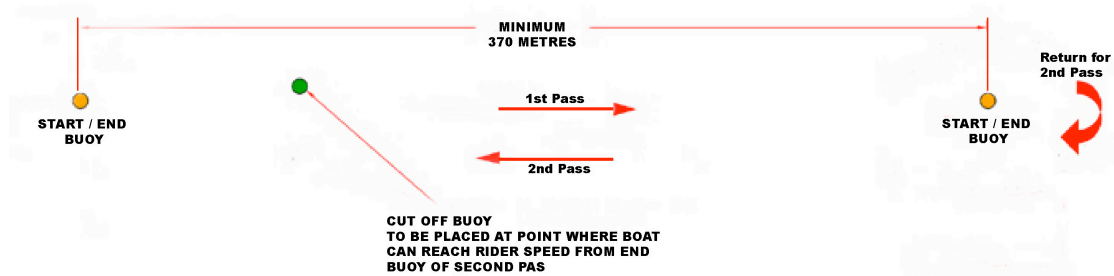 MINIMUM
370 METRES
Return for
2nd Pass
1st Pass
START / END
BUOY
START / END
BUOY
2nd Pass
CUT OFF BUOY
TO BE PLACED AT POINT WHERE BOAT
CAN REACH RIDER SPEED FROM END
BUOY OF SECOND PAS